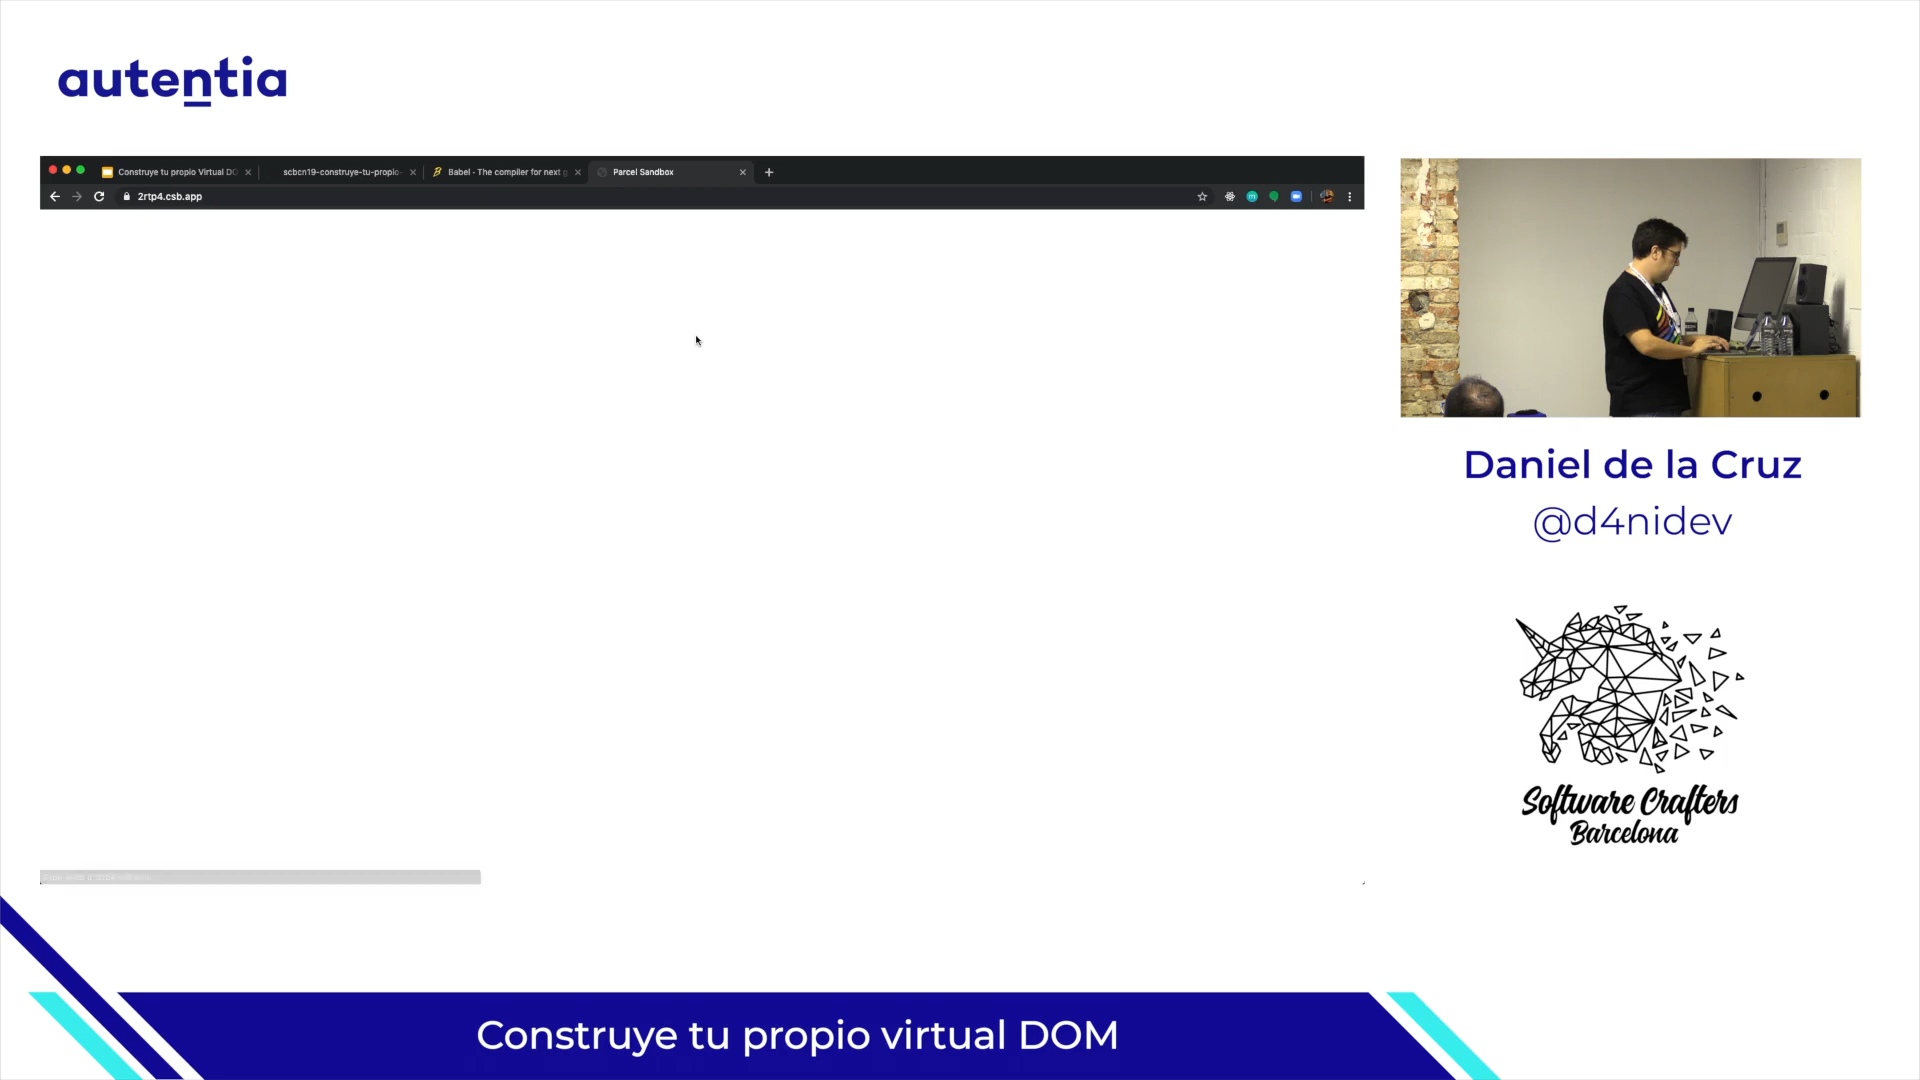 autentia
Construye tu propio Virtual DO
scbcn19-construye-tu-propio-
Babel · The compiler for next g
Parcel Sandbox
2rtp4.csb.app
Daniel de la Cruz
@d4nidev
Software Crafters
Barcelona
Construye tu propio virtual DOM